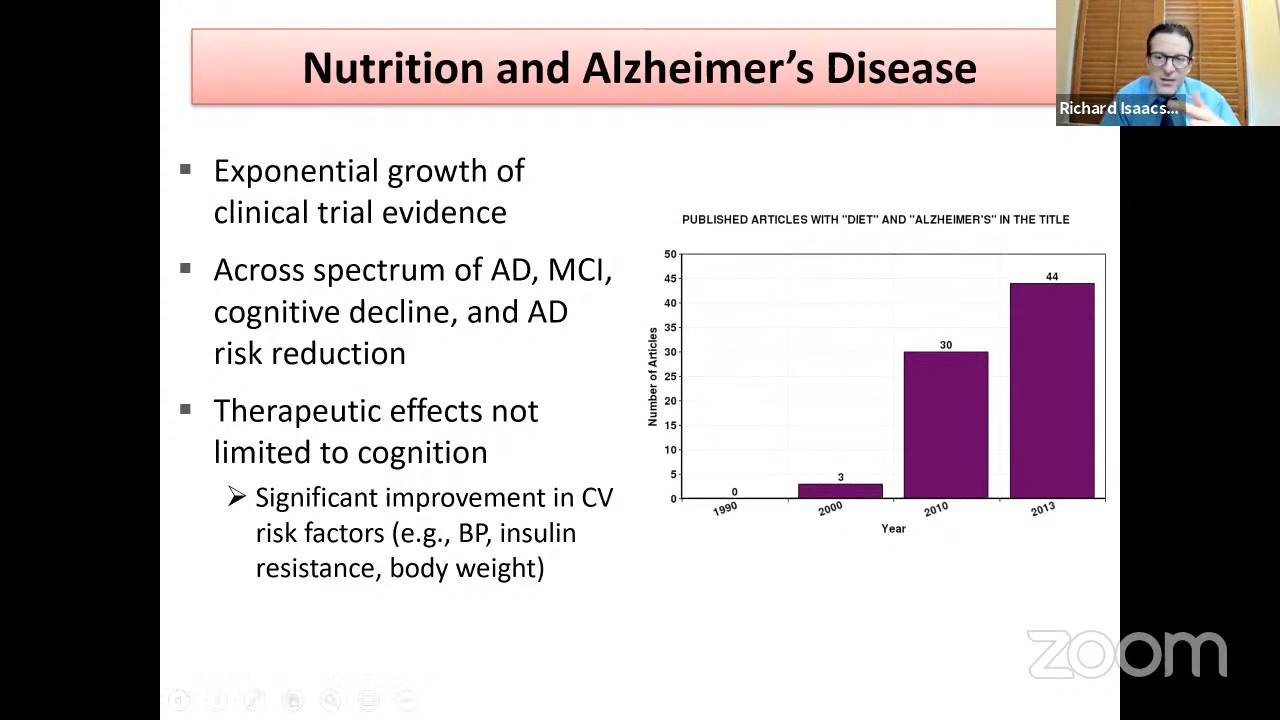 Nutrition and Alzheimer’s Disease
Richard Isaacs...
Exponential growth of
clinical trial evidence
Across spectrum of AD, MCI,
cognitive decline, and AD
risk reduction
Therapeutic effects not
limited to cognition
Significant improvement in CV
risk factors (e.g., BP, insulin
resistance, body weight)
PUBLISHED ARTICLES WITH "DIET" AND "ALZHEIMER'S" IN THE TITLE
Number of Articles
50
45
40
35
30
25
20
15
10
5
0
0
3
30
44
1990
2000
2010
2013
Year
zoom